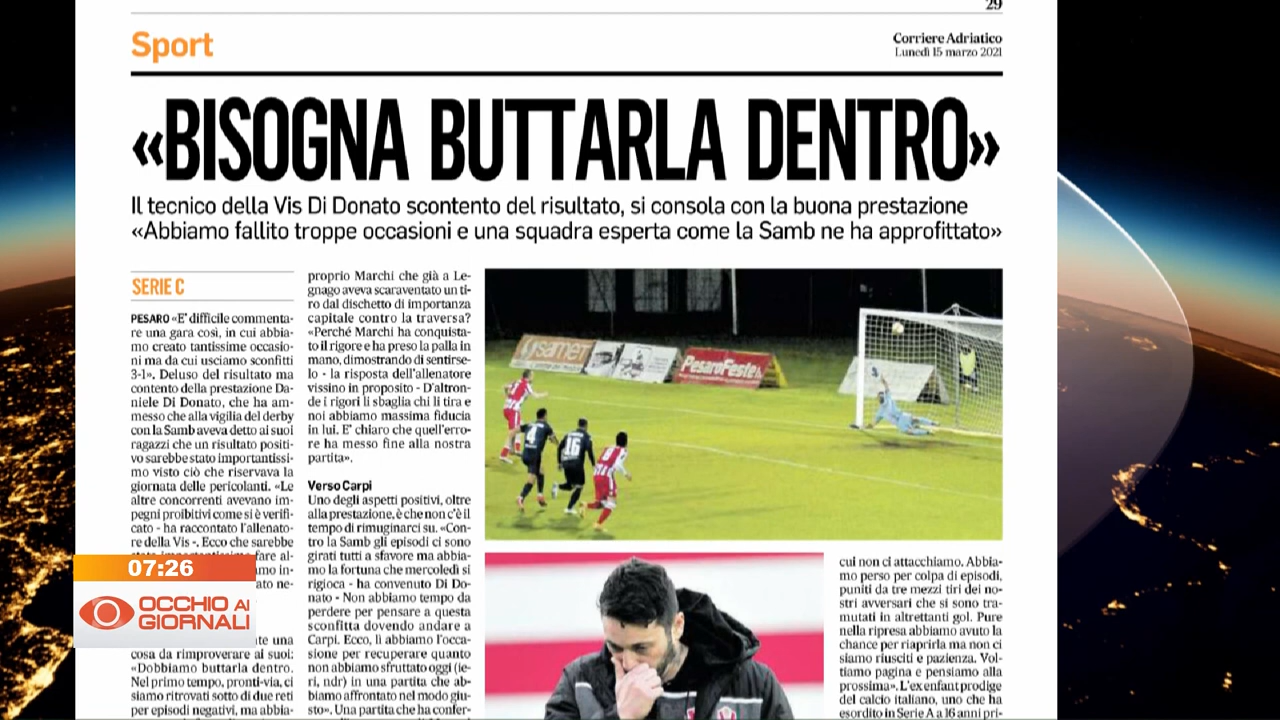 29
Sport
Corriere Adriatico
Lunedì 15 marzo 2021
«BISOGNA BUTTARLA DENTRO»
Il tecnico della Vis Di Donato scontento del risultato, si consola con la buona prestazione
«Abbiamo fallito troppe occasioni e una squadra esperta come la Samb ne ha approfittato»
SERIE C
PESARO «E' difficile commenta-
re una gara così, in cui abbia-
mo creato tantissime occasio-
ni ma da cui usciamo sconfitti
3-1». Deluso del risultato ma
contento della prestazione Da-
niele Di Donato, che ha am-
messo che alla vigilia del derby
con la Samb aveva detto ai suoi
ragazzi che un risultato positi-
vo sarebbe stato importantissi-
mo visto ciò che riservava la
giornata delle pericolanti. «Le
altre concorrenti avevano im-
pegni proibitivi come si è verifi-
cato - ha raccontato l'allenato-
re della Vis -. Ecco che sarebbe
fare al-
mo in-
ato ne-
te una
cosa da rimproverare ai suoi:
«Dobbiamo buttarla dentro.
Nel primo tempo, pronti-via, ci
siamo ritrovati sotto di due reti
per episodi negativi, ma abbia-
proprio Marchi che già a Le-
gnago aveva scaraventato un ti-
ro dal dischetto di importanza
capitale contro la traversa?
«Perché Marchi ha conquista-
to il rigore e ha preso la palla in
mano, dimostrando di sentirse-
lo - la risposta dell'allenatore
vissino in proposito - D'altron-
de i rigori li sbaglia chi li tira e
noi abbiamo massima fiducia
in lui. E' chiaro che quell'erro-
re ha messo fine alla nostra
partita».
Verso Carpi
Uno degli aspetti positivi, oltre
alla prestazione, è che non c'è il
tempo di rimuginarci su. «Con-
tro la Samb gli episodi ci sono
girati tutti a sfavore ma abbia-
mo la fortuna che mercoledì si
rigioca - ha convenuto Di Do-
nato - Non abbiamo tempo da
perdere per pensare a questa
sconfitta dovendo andare a
Carpi. Ecco, lì abbiamo l'occa-
sione per recuperare quanto
non abbiamo sfruttato oggi (ie-
ri, ndr) in una partita che ab-
biamo affrontato nel modo giu-
sto». Una partita che ha confer-
samer
PesaroFeste
4
16
8
cui non ci attacchiamo. Abbia-
mo perso per colpa di episodi,
puniti da tre mezzi tiri dei no-
stri avversari che si sono tra-
mutati in altrettanti gol. Pure
nella ripresa abbiamo avuto la
chance per riaprirla ma non ci
siamo riusciti e pazienza. Vol-
tiamo pagina e pensiamo alla
prossima». L'ex enfant prodige
del calcio italiano, uno che ha
esordito in Serie A a 16 anni pri-
07:26
OCCHIO AI
GIORNALI